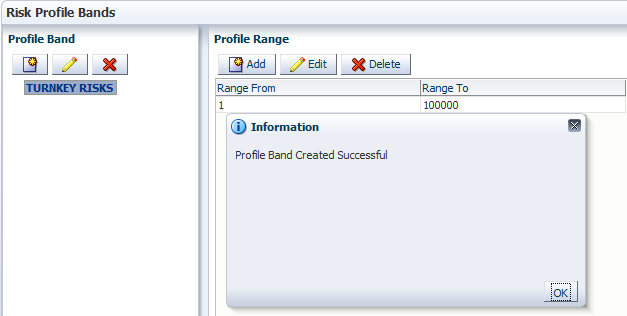 Risk Profile Bands
Profile Band
TURNKEY RISKS
Profile Range
Add Edit Delete
Range From Range To
1 100000
Information
Profile Band Created Successful
OK